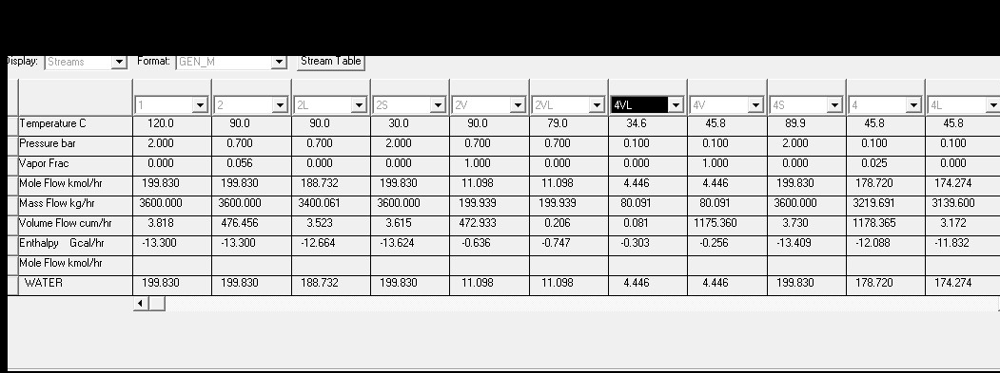 Display: Streams Format: GEN_M Stream Table
1 2 2L 2S 2V 2VL 4VL 4V 4S 4 4L
Temperature C 120.0 90.0 90.0 30.0 90.0 79.0 34.6 45.8 89.9 45.8 45.8
Pressure bar 2.000 0.700 0.700 2.000 0.700 0.700 0.100 0.100 2.000 0.100 0.100
Vapor Frac 0.000 0.056 0.000 0.000 1.000 0.000 0.000 1.000 0.000 0.025 0.000
Mole Flow kmol/hr 199.830 199.830 188.732 199.830 11.098 11.098 4.446 4.446 199.830 178.720 174.274
Mass Flow kg/hr 3600.000 3600.000 3400.061 3600.000 199.939 199.939 80.091 80.091 3600.000 3219.691 3139.600
Volume Flow cum/hr 3.818 476.456 3.523 3.615 472.933 0.206 0.081 1175.360 3.730 1178.365 3.172
Enthalpy Gcal/hr -13.300 -13.300 -12.664 -13.624 -0.636 -0.747 -0.303 -0.256 -13.409 -12.088 -11.832
Mole Flow kmol/hr
WATER 199.830 199.830 188.732 199.830 11.098 11.098 4.446 4.446 199.830 178.720 174.274